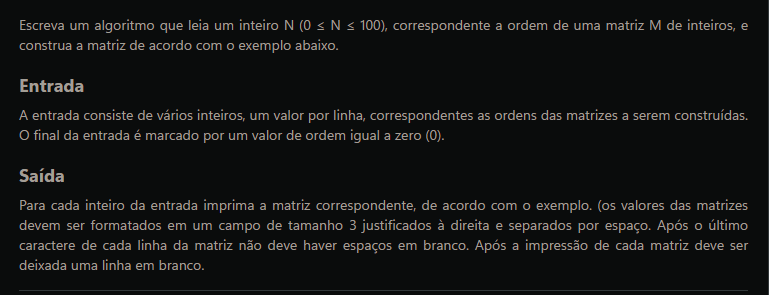 Escreva um algoritmo que leia um inteiro N (0 ≤ N ≤ 100), correspondente a ordem de uma matriz M de inteiros, e
construa a matriz de acordo com o exemplo abaixo.
Entrada
A entrada consiste de vários inteiros, um valor por linha, correspondentes as ordens das matrizes a serem construídas.
O final da entrada é marcado por um valor de ordem igual a zero (0).
Saída
Para cada inteiro da entrada imprima a matriz correspondente, de acordo com o exemplo. (os valores das matrizes
devem ser formatados em um campo de tamanho 3 justificados à direita e separados por espaço. Após o último
caractere de cada linha da matriz não deve haver espaços em branco. Após a impressão de cada matriz deve ser
deixada uma linha em branco.